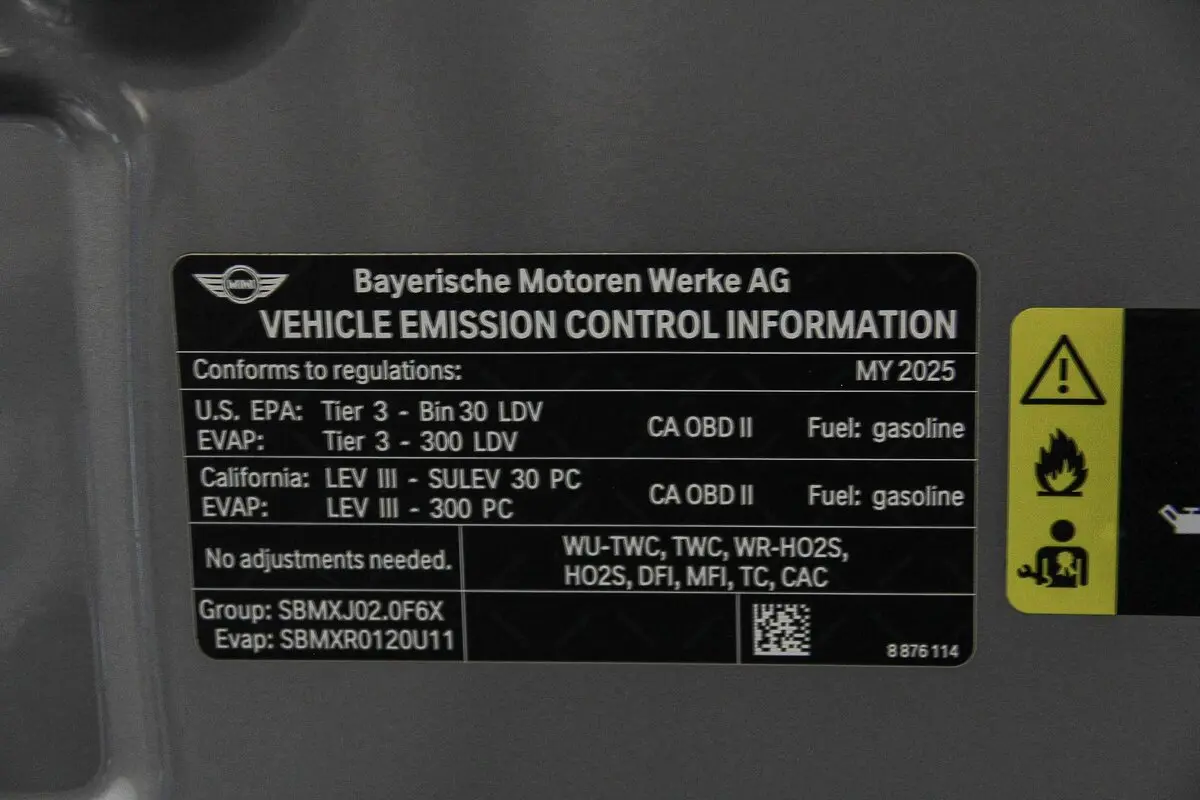 MINI
Bayerische Motoren Werke AG
VEHICLE EMISSION CONTROL INFORMATION
Conforms to regulations: MY 2025
U.S. EPA: Tier 3 - Bin 30 LDV
EVAP: Tier 3 - 300 LDV
CA OBD II Fuel: gasoline
California: LEV III - SULEV 30 PC
EVAP: LEV III - 300 PC
CA OBD II Fuel: gasoline
No adjustments needed.
WU-TWC, TWC, WR-HO2S,
HO2S, DFI, MFI, TC, CAC
Group: SBMXJ02.0F6X
Evap: SBMXR0120U11
8 876 114